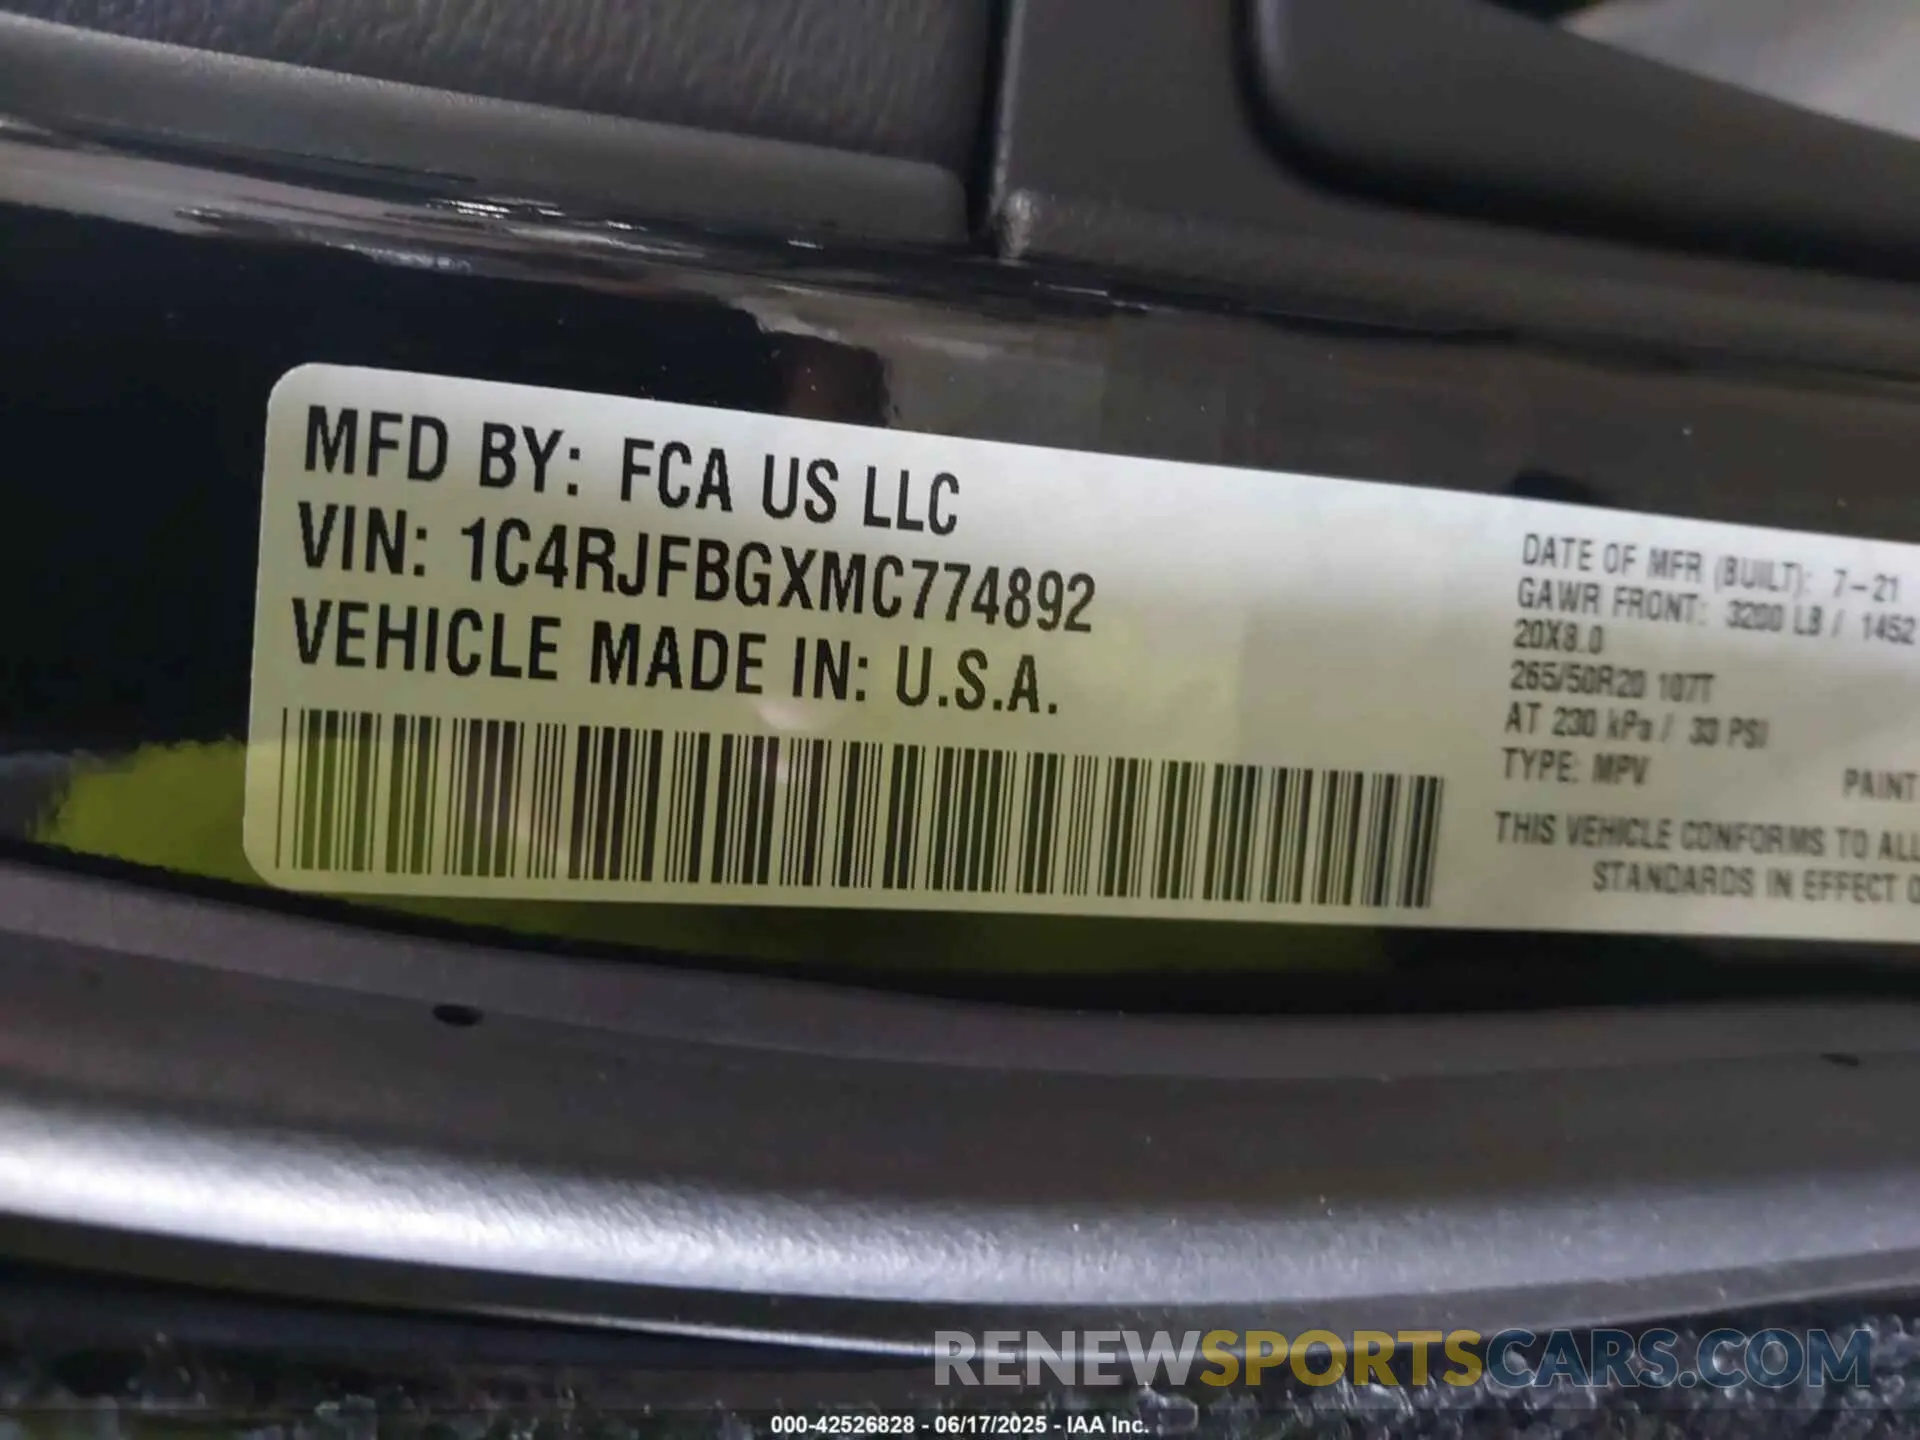 MFD BY: FCA US LLC
VIN: 1C4RJFBGXMC774892
VEHICLE MADE IN: U.S.A.
DATE OF MFR (BUILT): 7-21
GAWR FRONT: 3200 LB / 1452
20X8.0
265/50R20 107T
AT 230 kPa / 33 PSI
TYPE: MPV
PAINT
THIS VEHICLE CONFORMS TO ALL
STANDARDS IN EFFECT
RENEWSPORTSCARS.COM
000-42526828 - 06/17/2025 - IAA Inc.